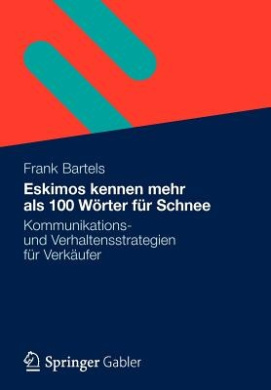 Frank Bartels
Eskimos kennen mehr
als 100 Wörter für Schnee
Kommunikations-
und Verhaltensstrategien
für Verkäufer
Springer Gabler